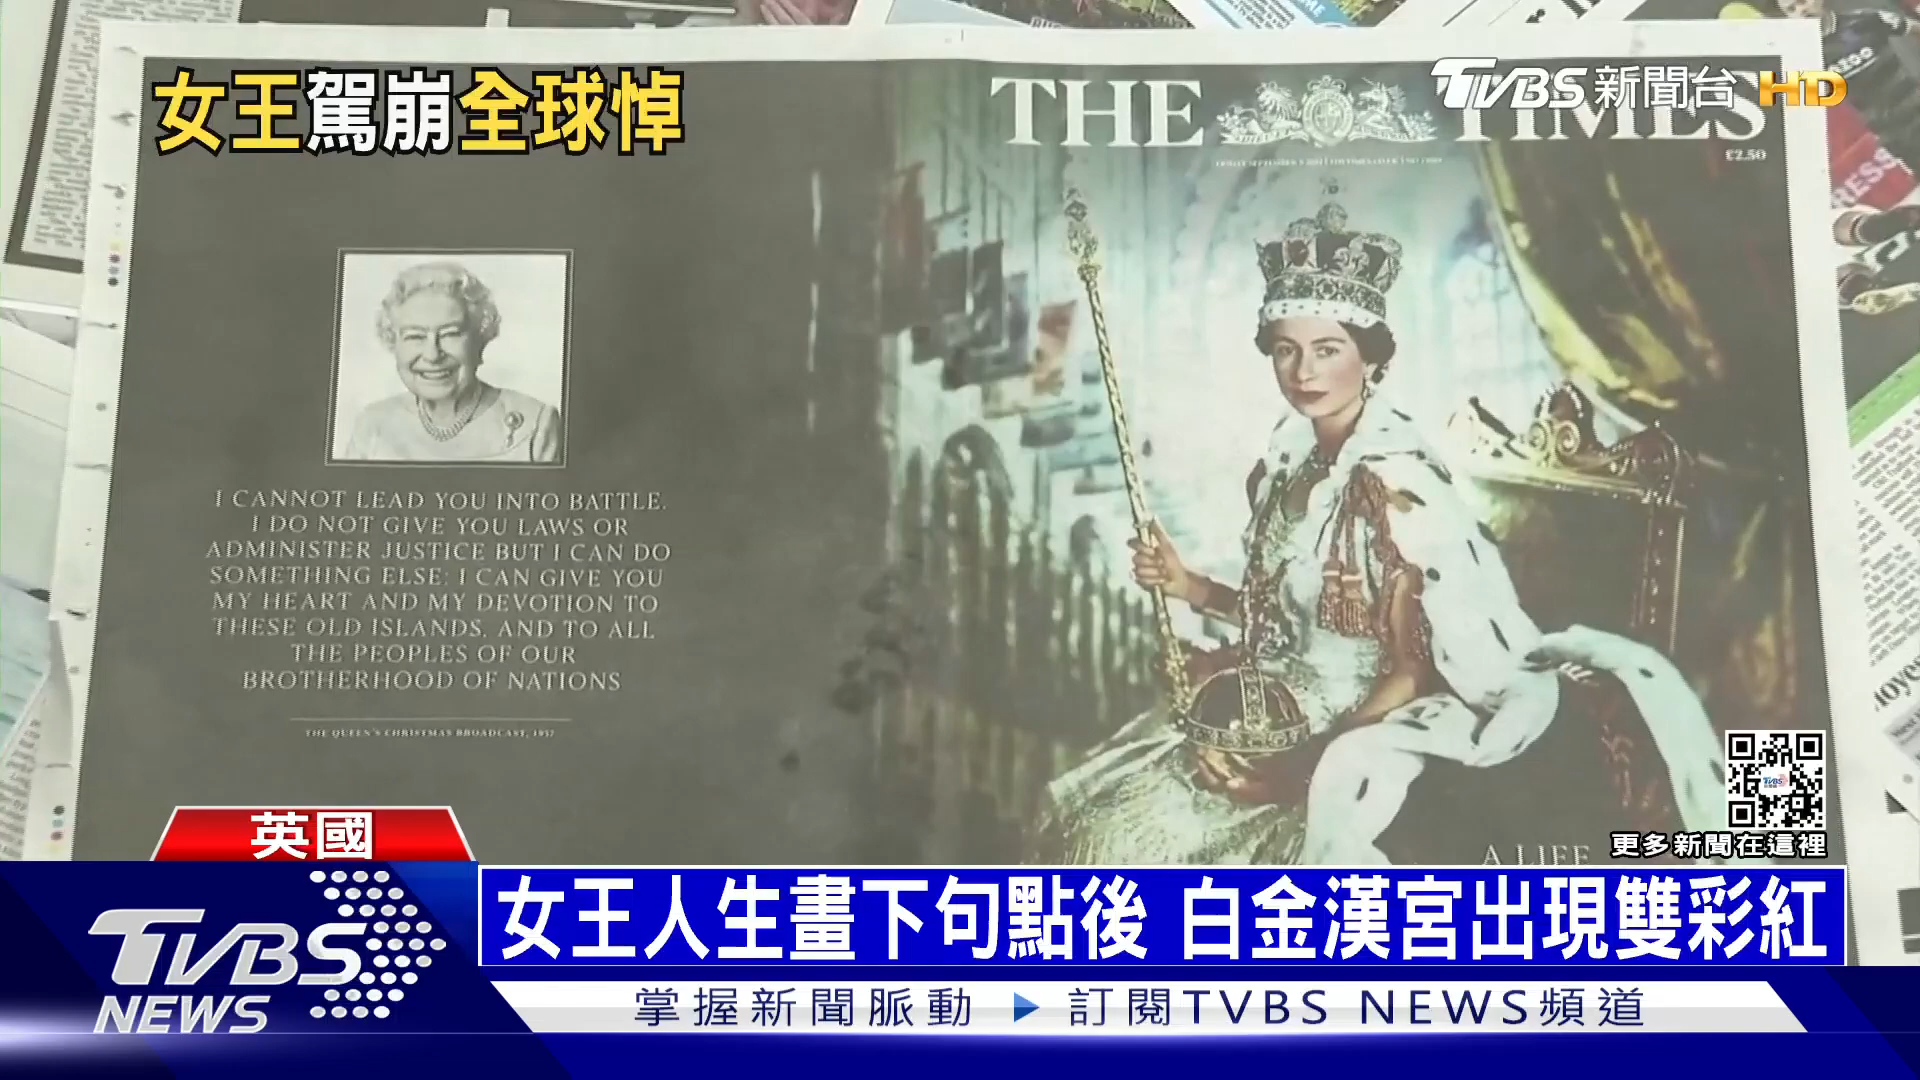 女王駕崩全球悼
TVBS新聞台 HD
THE TIMES
£2.50
I CANNOT LEAD YOU INTO BATTLE.
I DO NOT GIVE YOU LAWS OR
ADMINISTER JUSTICE BUT I CAN DO
SOMETHING ELSE: I CAN GIVE YOU
MY HEART AND MY DEVOTION TO
THESE OLD ISLANDS, AND TO ALL
THE PEOPLES OF OUR
BROTHERHOOD OF NATIONS
THE QUEEN'S CHRISTMAS BROADCAST, 1957
A LIFE
更多新聞在這裡
英國
TVBS
NEWS
女王人生畫下句點後 白金漢宮出現雙彩紅
掌握新聞脈動 ▶ 訂閱TVBS NEWS頻道